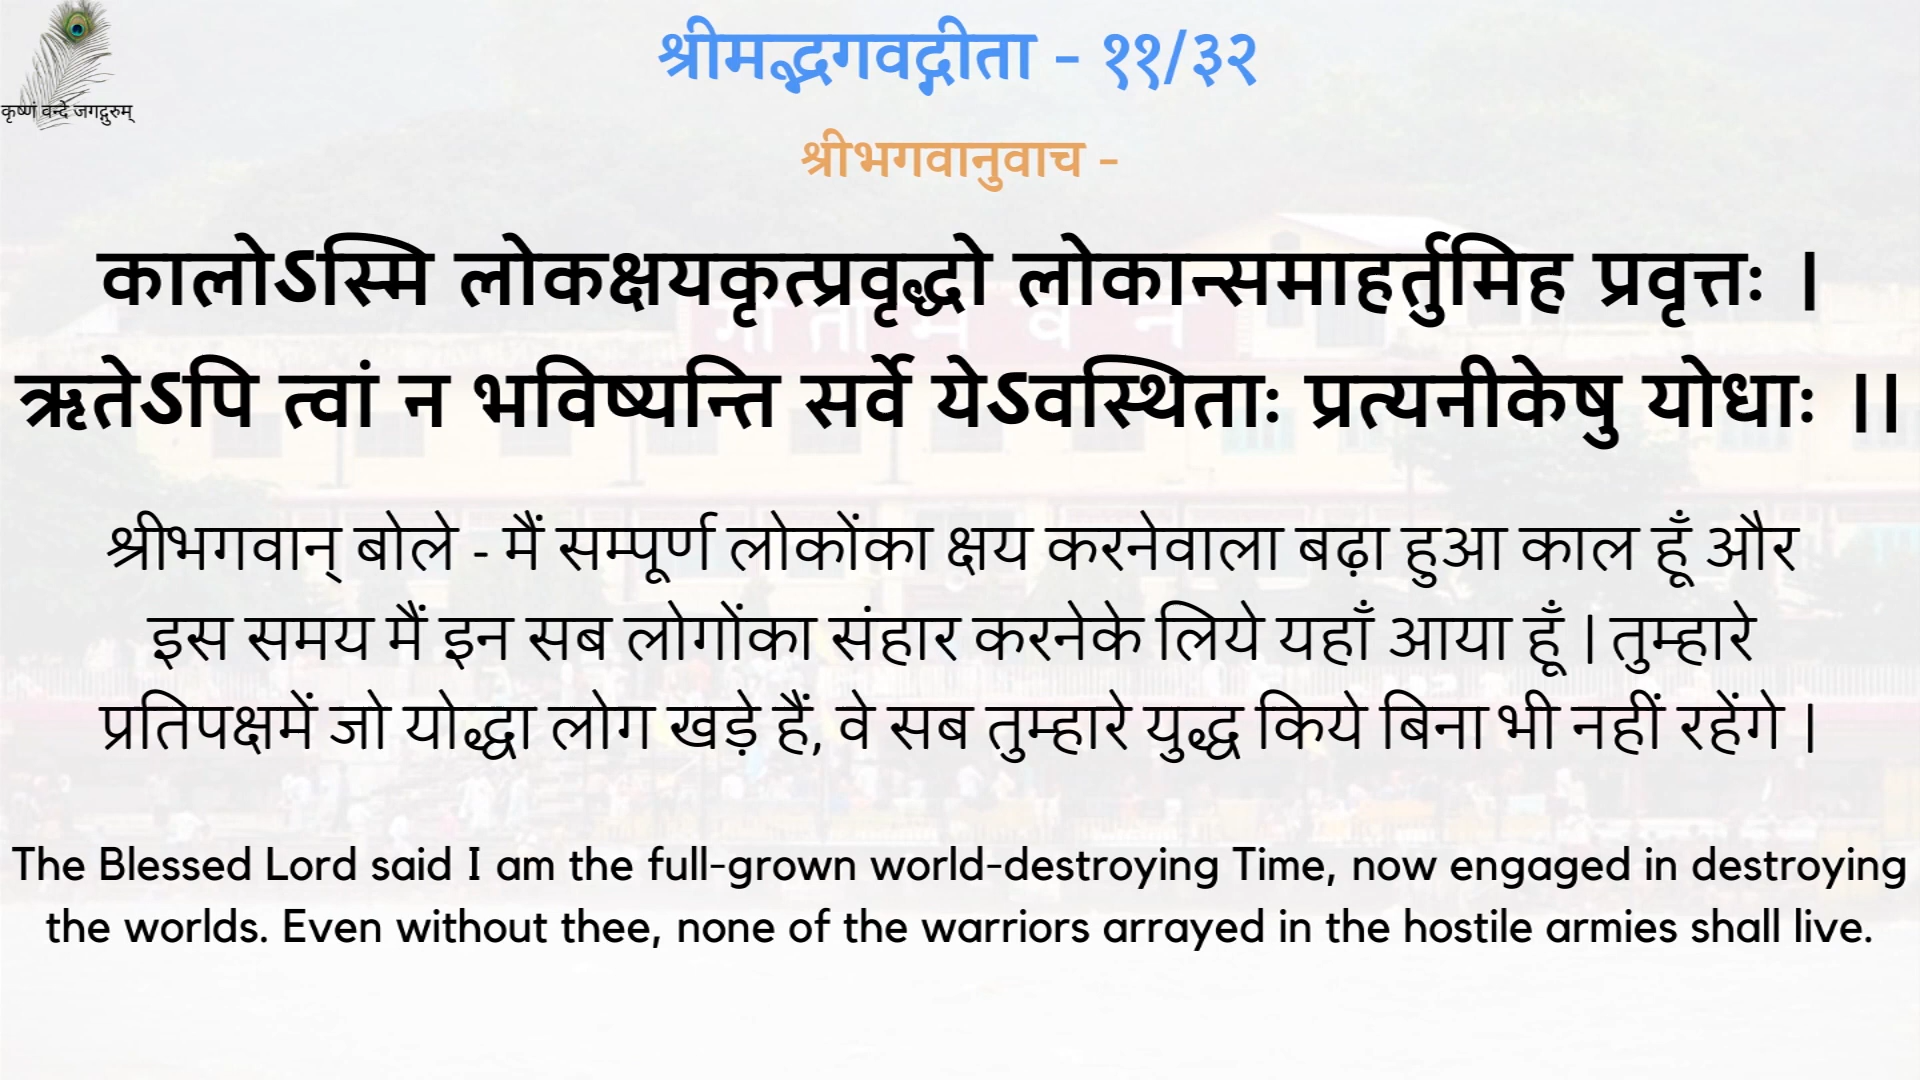 कृष्णं वन्दे जगद्गुरुम्
श्रीमद्भगवद्गीता - ११/३२
श्रीभगवानुवाच -
कालोऽस्मि लोकक्षयकृत्प्रवृद्धो लोकान्समाहर्तुमिह प्रवृत्तः ।
गीता भवन
ऋतेऽपि त्वां न भविष्यन्ति सर्वे येऽवस्थिताः प्रत्यनीकेषु योधाः ।।
श्रीभगवान् बोले - मैं सम्पूर्ण लोकोंका क्षय करनेवाला बढ़ा हुआ काल हूँ और
इस समय मैं इन सब लोगोंका संहार करनेके लिये यहाँ आया हूँ | तुम्हारे
प्रतिपक्षमें जो योद्धा लोग खड़े हैं, वे सब तुम्हारे युद्ध किये बिना भी नहीं रहेंगे |
The Blessed Lord said I am the full-grown world-destroying Time, now engaged in destroying
the worlds. Even without thee, none of the warriors arrayed in the hostile armies shall live.